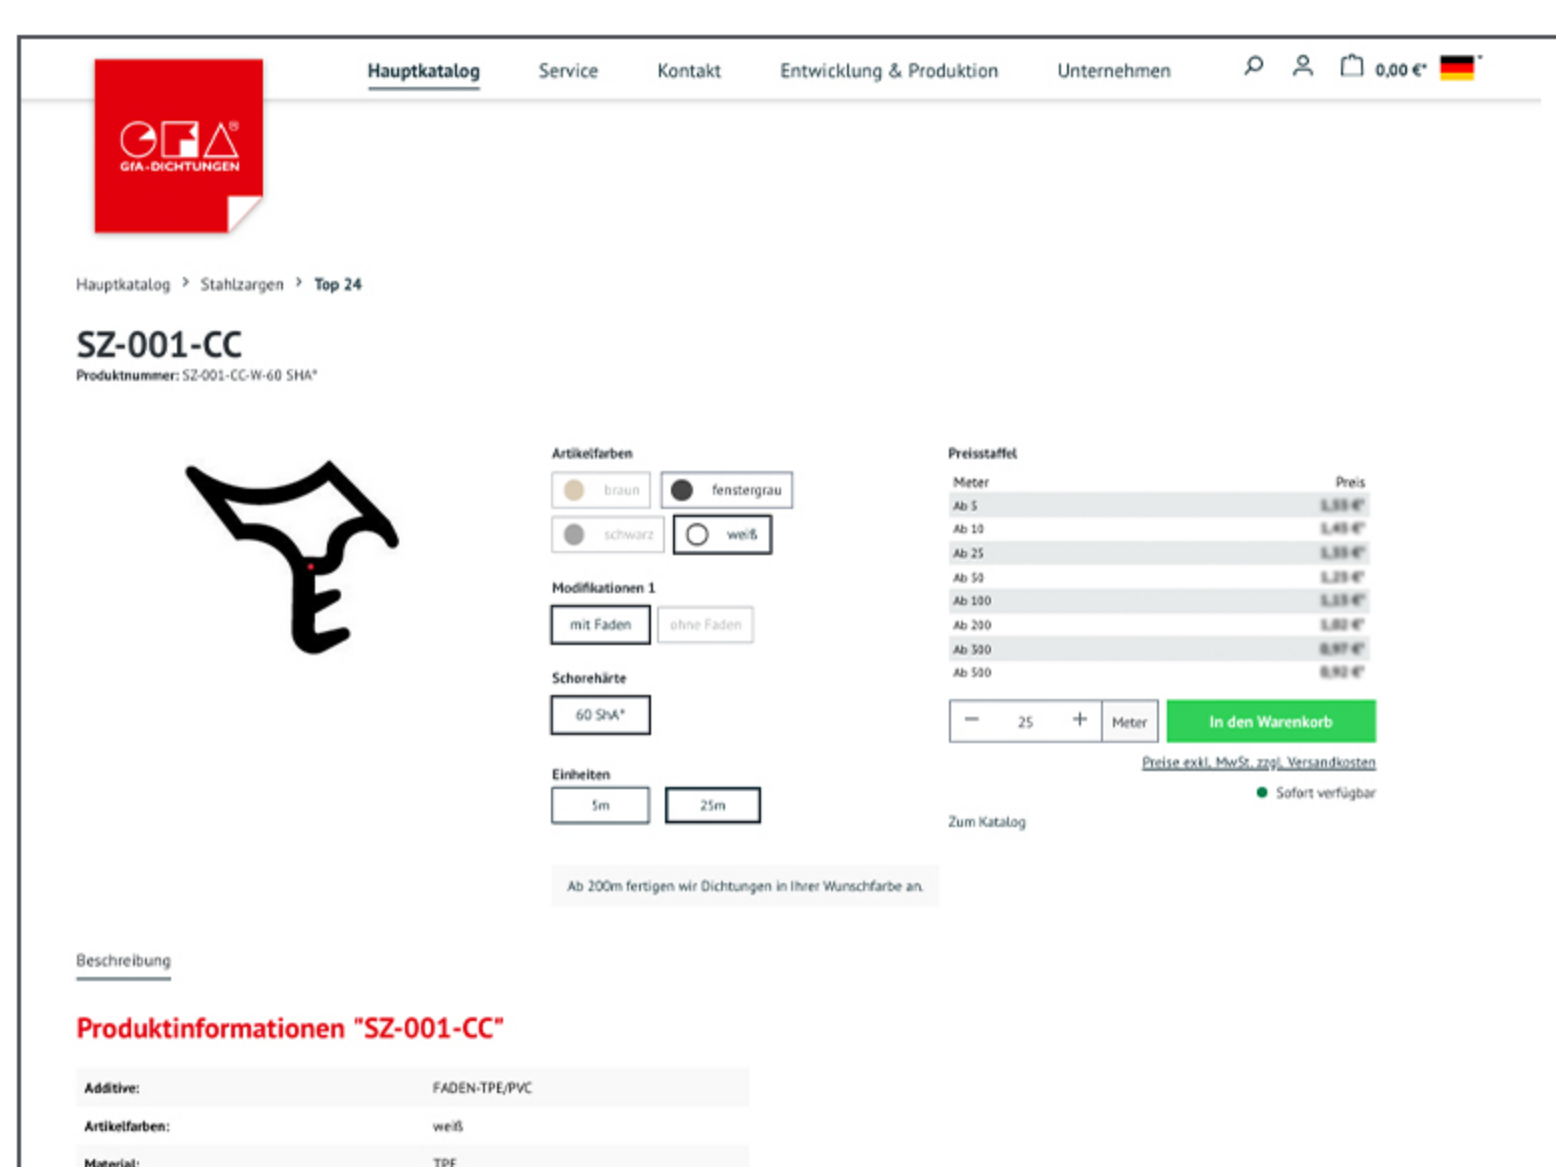 Hauptkatalog Service Kontakt Entwicklung & Produktion Unternehmen 0,00 €*
GFA®
GfA-DICHTUNGEN
Hauptkatalog > Stahlzargen > Top 24
SZ-001-CC
Produktnummer: SZ-001-CC-W-60 SHA°
Artikelfarben
braun fenstergrau
schwarz weiß
Modifikationen 1
mit Faden ohne Faden
Schorehärte
60 ShA°
Einheiten
5m 25m
Ab 200m fertigen wir Dichtungen in Ihrer Wunschfarbe an.
Preisstaffel
Meter Preis
Ab 5
Ab 10
Ab 25
Ab 50
Ab 100
Ab 200
Ab 300
Ab 500
− 25 + Meter In den Warenkorb
Preise exkl. MwSt. zzgl. Versandkosten
Sofort verfügbar
Zum Katalog
Beschreibung
Produktinformationen "SZ-001-CC"
Additive: FADEN-TPE/PVC
Artikelfarben: weiß
Material: TPE